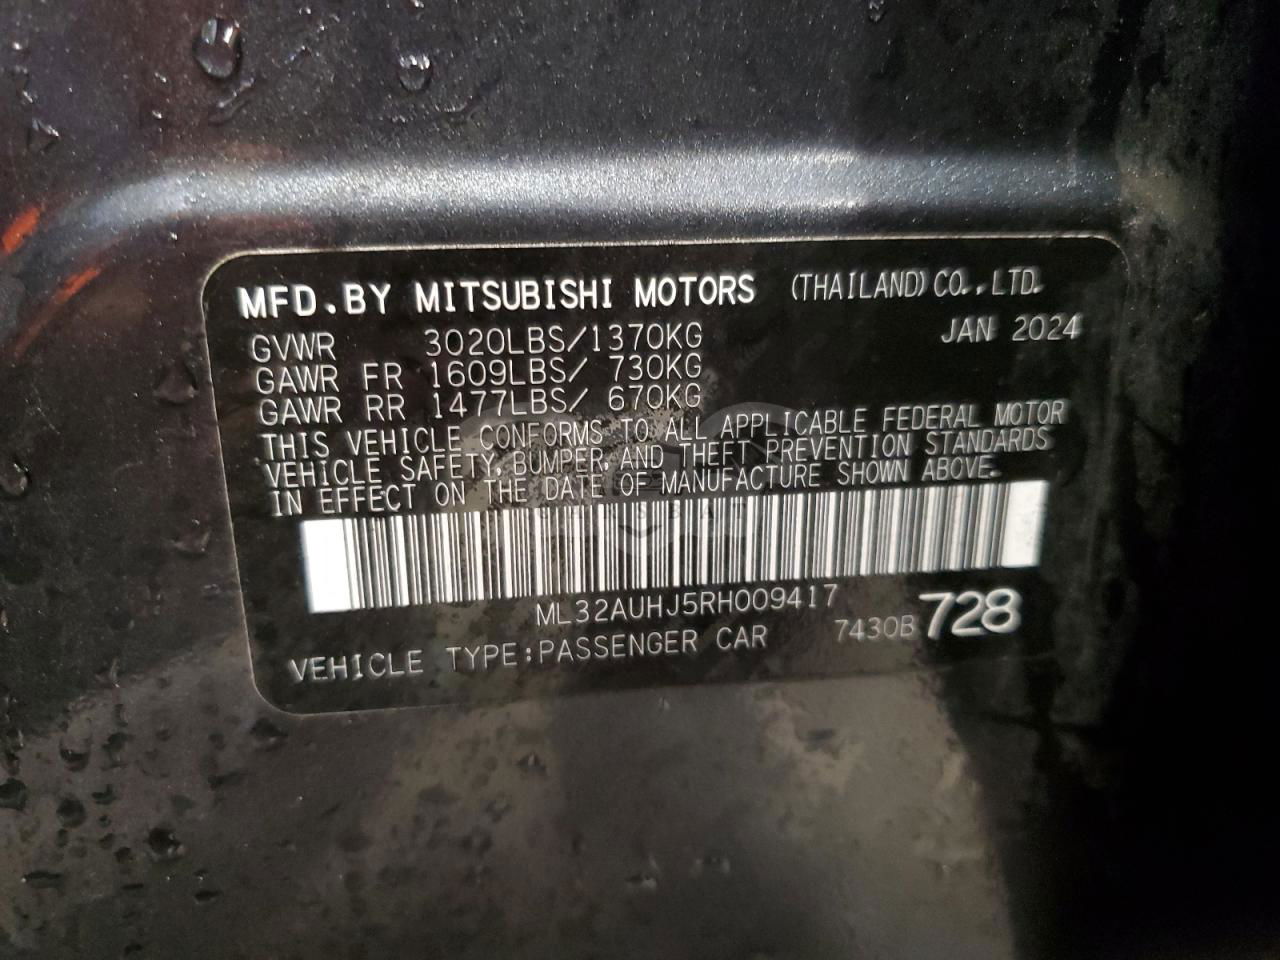 MFD.BY MITSUBISHI MOTORS (THAILAND) CO.,LTD.
JAN 2024
GVWR 3020LBS/1370KG
GAWR FR 1609LBS/ 730KG
GAWR RR 1477LBS/ 670KG
THIS VEHICLE CONFORMS TO ALL APPLICABLE FEDERAL MOTOR
VEHICLE SAFETY, BUMPER, AND THEFT PREVENTION STANDARDS
IN EFFECT ON THE DATE OF MANUFACTURE SHOWN ABOVE.
ML32AUHJ5RH009417
7430B 728
VEHICLE TYPE:PASSENGER CAR